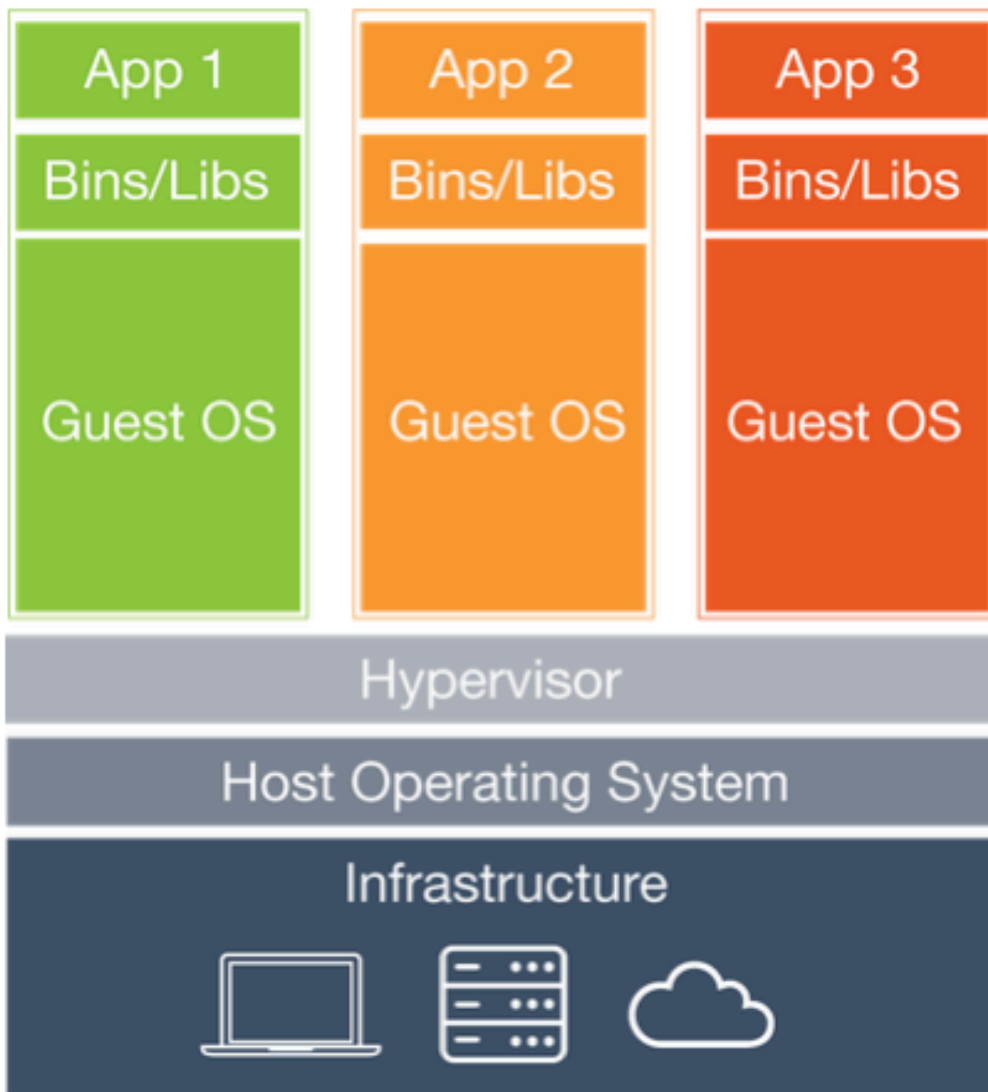 App 1
App 2
App 3
Bins/Libs
Bins/Libs
Bins/Libs
Guest OS
Guest OS
Guest OS
Hypervisor
Host Operating System
Infrastructure